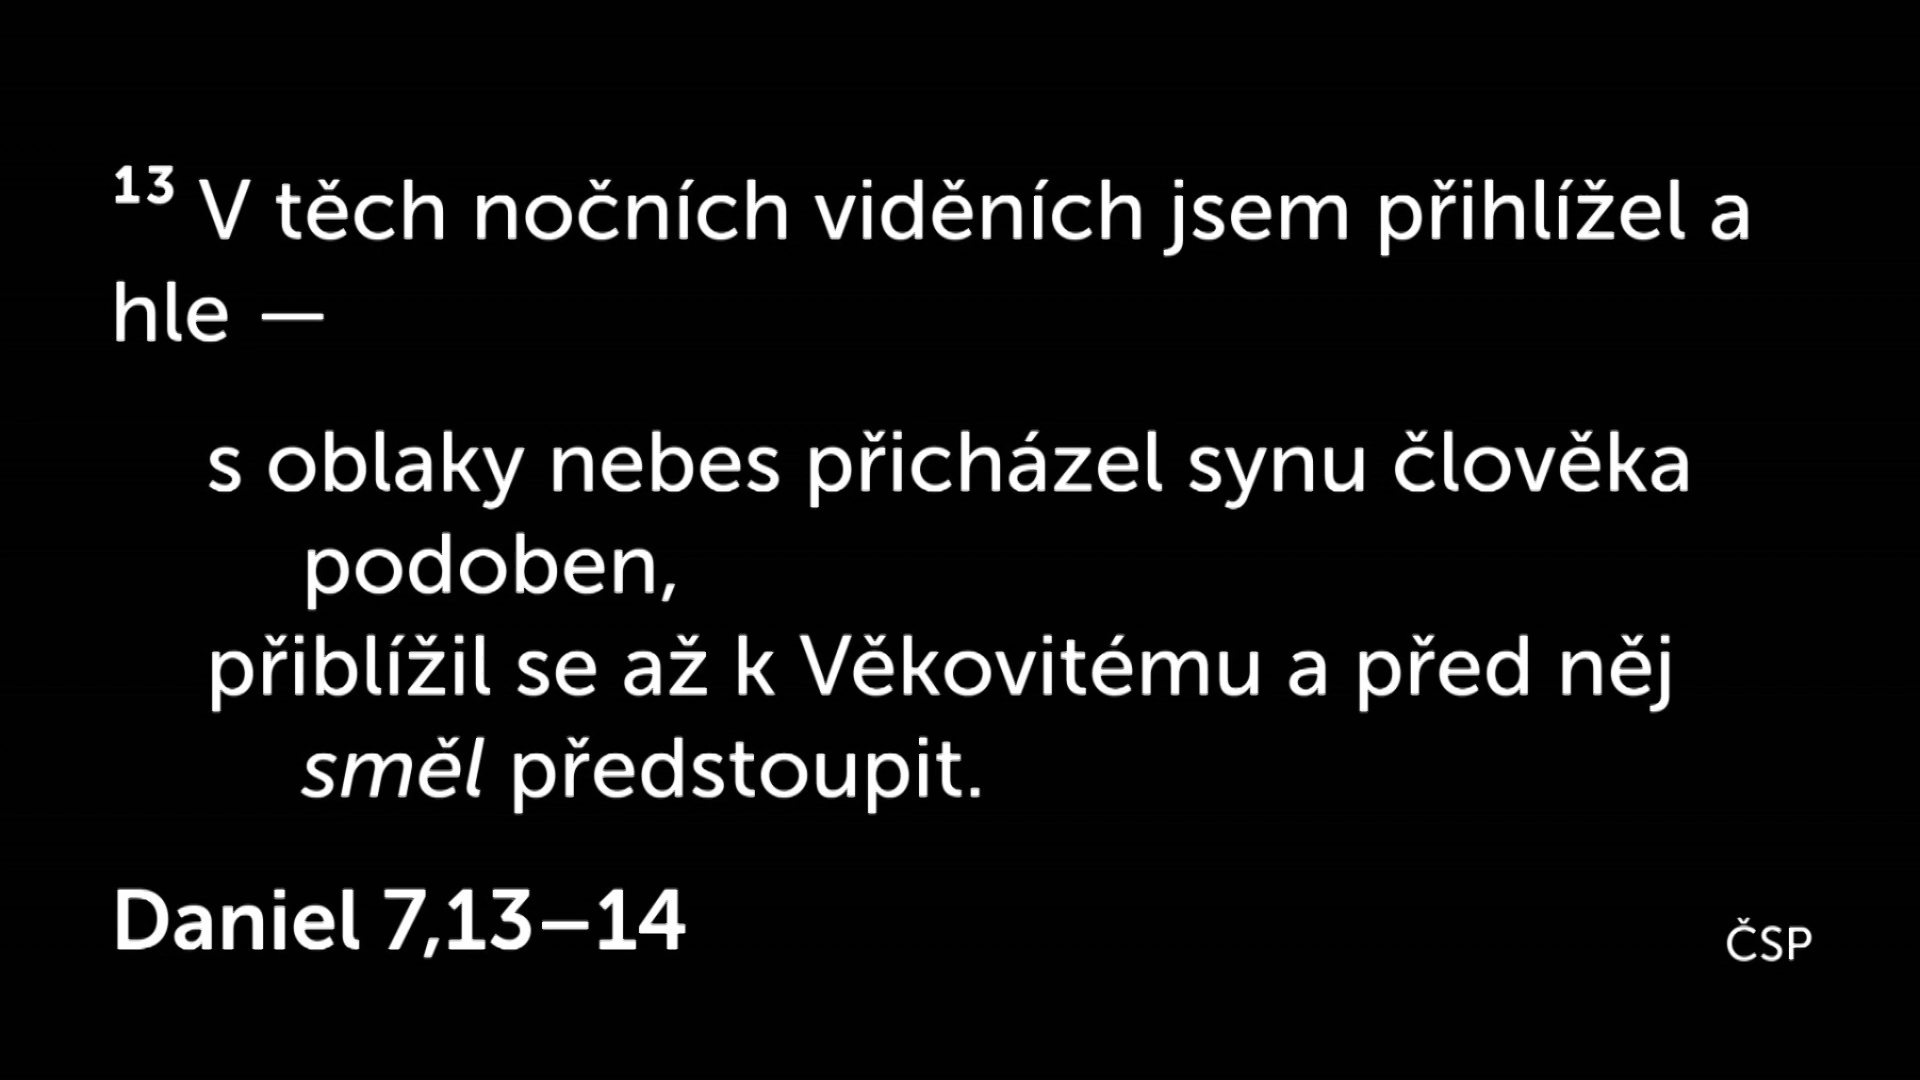 13 V těch nočních viděních jsem přihlížel a
hle —
s oblaky nebes přicházel synu člověka
podoben,
přiblížil se až k Věkovitému a před něj
směl předstoupit.
Daniel 7,13–14
ČSP